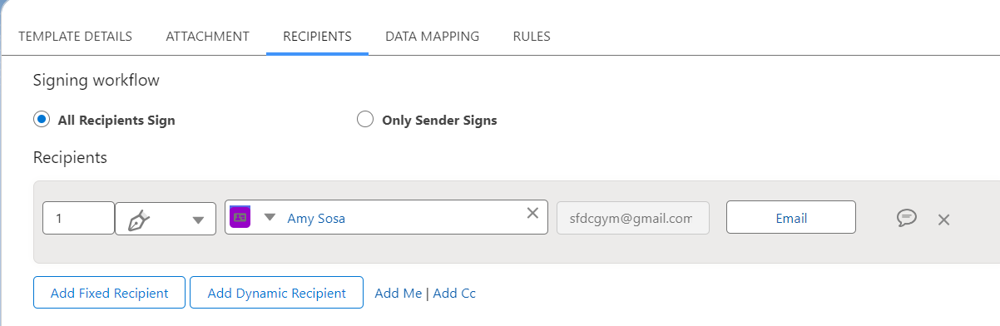 TEMPLATE DETAILS ATTACHMENT RECIPIENTS DATA MAPPING RULES
Signing workflow
All Recipients Sign Only Sender Signs
Recipients
1 Amy Sosa sfdcgym@gmail.com Email
Add Fixed Recipient Add Dynamic Recipient Add Me | Add Cc